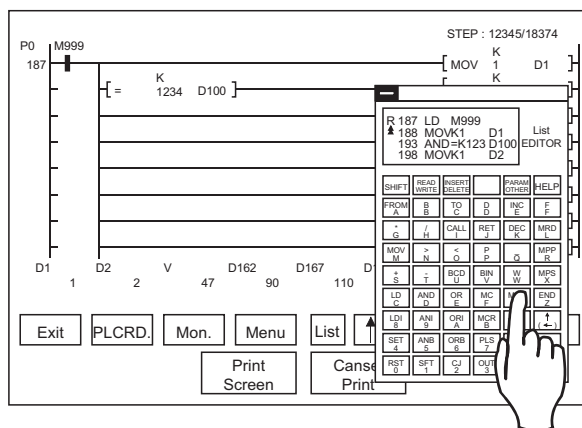 STEP : 12345/18374
P0 M999
187
K
MOV 1 D1
K
K
= 1234 D100
R 187 LD M999
188 MOVK1 D1
193 AND=K123 D100
198 MOVK1 D2
List
EDITOR
SHIFT READ WRITE INSERT DELETE PARAM OTHER HELP
FROM A B B TO C D D INC E F F
* G / H CALL I RET J DEC K MRD L
MOV M > N < O P P Q MPP R
+ S - T BCD U BIN V W W MPS X
LD C AND D OR E MC F END Z
LDI 8 ANI 9 ORI A MCR B ↑ (←)
SET 4 ANB 5 ORB 6 PLS 7
RST 0 SFT 1 CJ 2 OUT 3
D1 D2 V D162 D167
1 2 47 90 110
Exit PLCRD. Mon. Menu List ↑
Print Screen
Canse Print